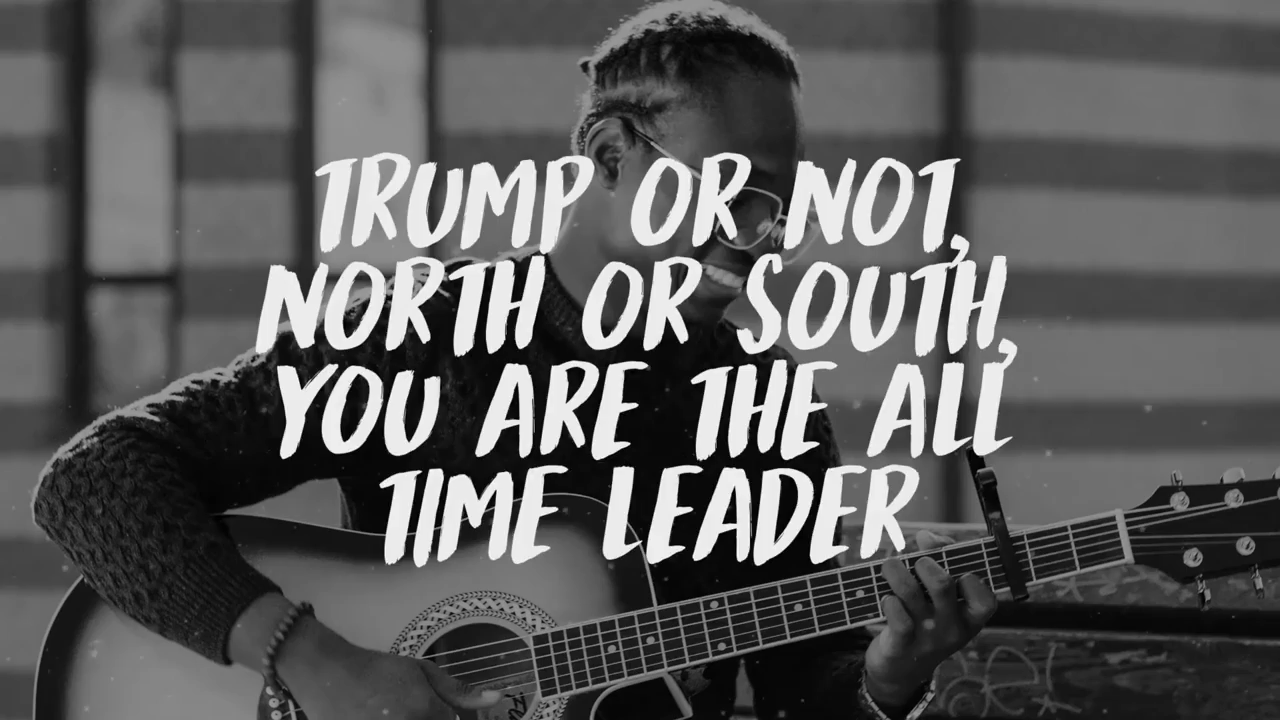 TRUMP OR NOT,
NORTH OR SOUTH,
YOU ARE THE ALL
TIME LEADER